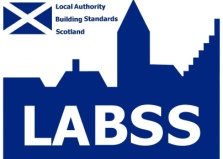 Local Authority
Building Standards
Scotland
LABSS